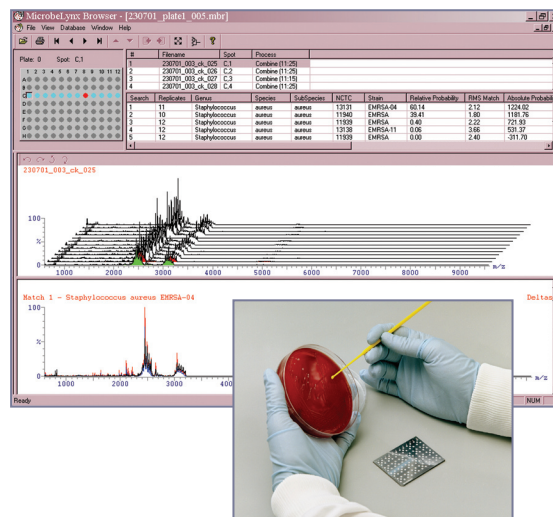 MicrobeLynx Browser - [230701_plate1_005.mbr]
File View Database Window Help
Plate: 0 Spot: C,1
1 2 3 4 5 6 7 8 9 10 11 12
A
B
C
D
E
F
G
H
# Filename Spot Process
1 230701_003_ck_025 C,1 Combine (11:25)
2 230701_003_ck_026 C,2 Combine (11:25)
3 230701_003_ck_027 C,3 Combine (11:15)
4 230701_003_ck_028 C,4 Combine (11:25)
Search Replicates Genus Species SubSpecies NCTC Strain Relative Probability RMS Match Absolute Probabil
1 11 Staphylococcus aureus aureus 13131 EMRSA-04 60.14 2.12 1224.02
2 10 Staphylococcus aureus aureus 11940 EMRSA 39.41 1.80 1181.76
3 12 Staphylococcus aureus aureus 11939 EMRSA 0.40 2.22 721.93
4 12 Staphylococcus aureus aureus 13138 EMRSA-11 0.06 3.66 531.37
5 12 Staphylococcus aureus aureus 11939 EMRSA 0.00 2.40 -311.70
230701_003_ck_025
100
%
0
1000 2000 3000 4000 5000 6000 7000 8000 9000 m/z
Match 1 - Staphylococcus aureus EMRSA-04 Deltas
100
%
0
1000 2000 3000
m/z
Ready NUM